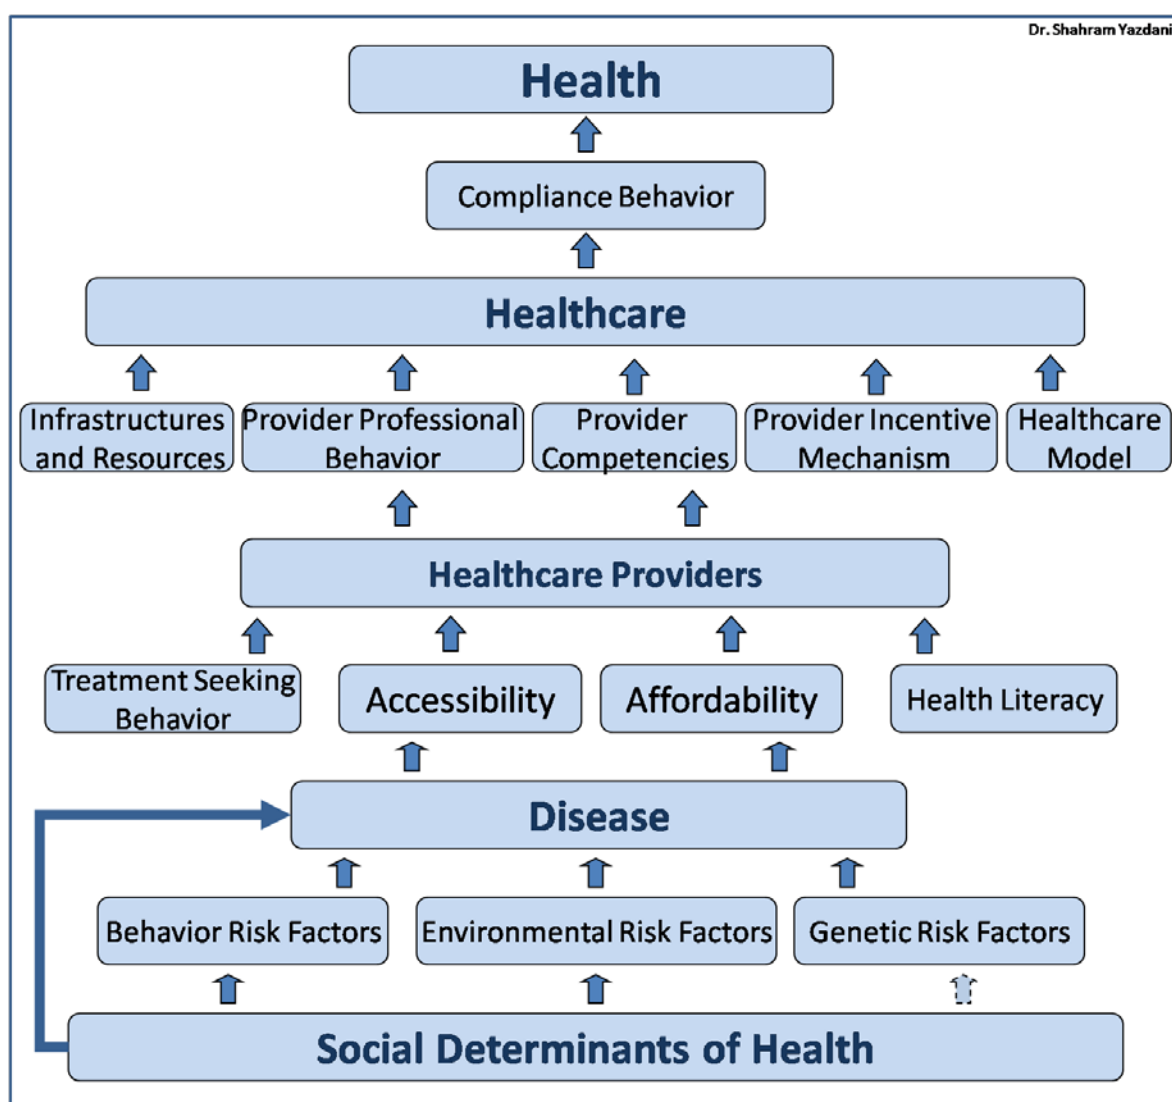 Dr. Shahram Yazdani
Health
Compliance Behavior
Healthcare
Infrastructures
and Resources
Provider Professional
Behavior
Provider
Competencies
Provider Incentive
Mechanism
Healthcare
Model
Healthcare Providers
Treatment Seeking
Behavior
Accessibility
Affordability
Health Literacy
Disease
Behavior Risk Factors
Environmental Risk Factors
Genetic Risk Factors
Social Determinants of Health